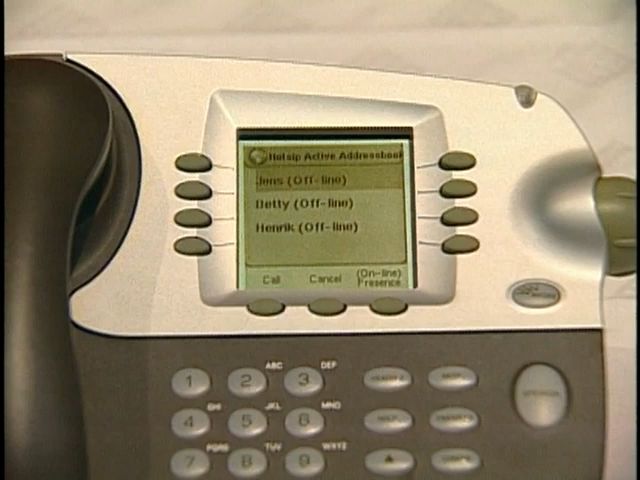 Hotsip Active Addressbook
Jens (Off-line)
Betty (Off-line)
Henrik (Off-line)
Call Cancel (On-line) Presence
1 2 ABC 3 DEF
4 GHI 5 JKL 6 MNO
7 PQRS 8 TUV 9 WXYZ